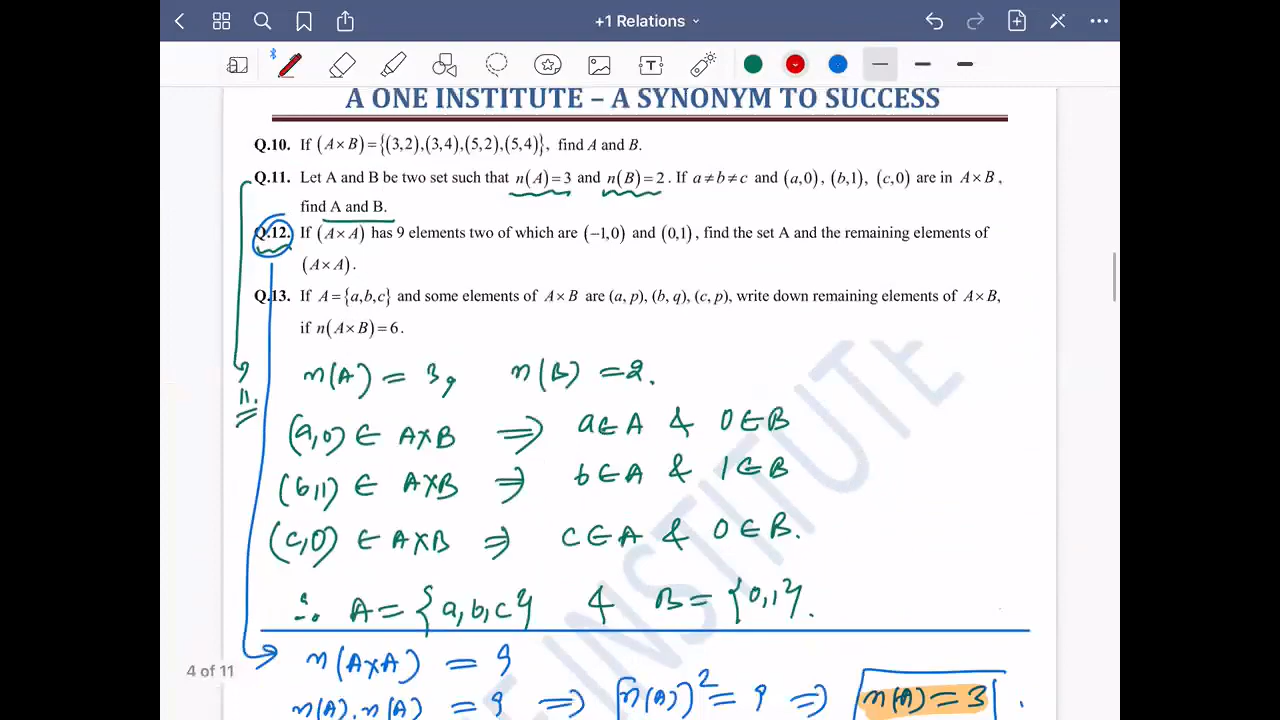 +1 Relations
A ONE INSTITUTE – A SYNONYM TO SUCCESS
Q.10. If (A×B)={(3,2),(3,4),(5,2),(5,4)}, find A and B.
Q.11. Let A and B be two set such that n(A)=3 and n(B)=2. If a≠b≠c and (a,0), (b,1), (c,0) are in A×B,
find A and B.
Q.12. If (A×A) has 9 elements two of which are (−1,0) and (0,1), find the set A and the remaining elements of
(A×A).
Q.13. If A={a,b,c} and some elements of A×B are (a, p), (b, q), (c, p), write down remaining elements of A×B,
if n(A×B)=6.
n(A) = 3, n(B) = 2.
11.
(a,0) ∈ A×B ⇒ a∈A & 0∈B
(b,1) ∈ A×B ⇒ b∈A & 1∈B
(c,0) ∈ A×B ⇒ c∈A & 0∈B.
∴ A = {a,b,c} & B = {0,1}.
n(A×A) = 9
n(A).n(A) = 9 ⇒ [n(A)]² = 9 ⇒ n(A) = 3.
4 of 11
INSTITUTE